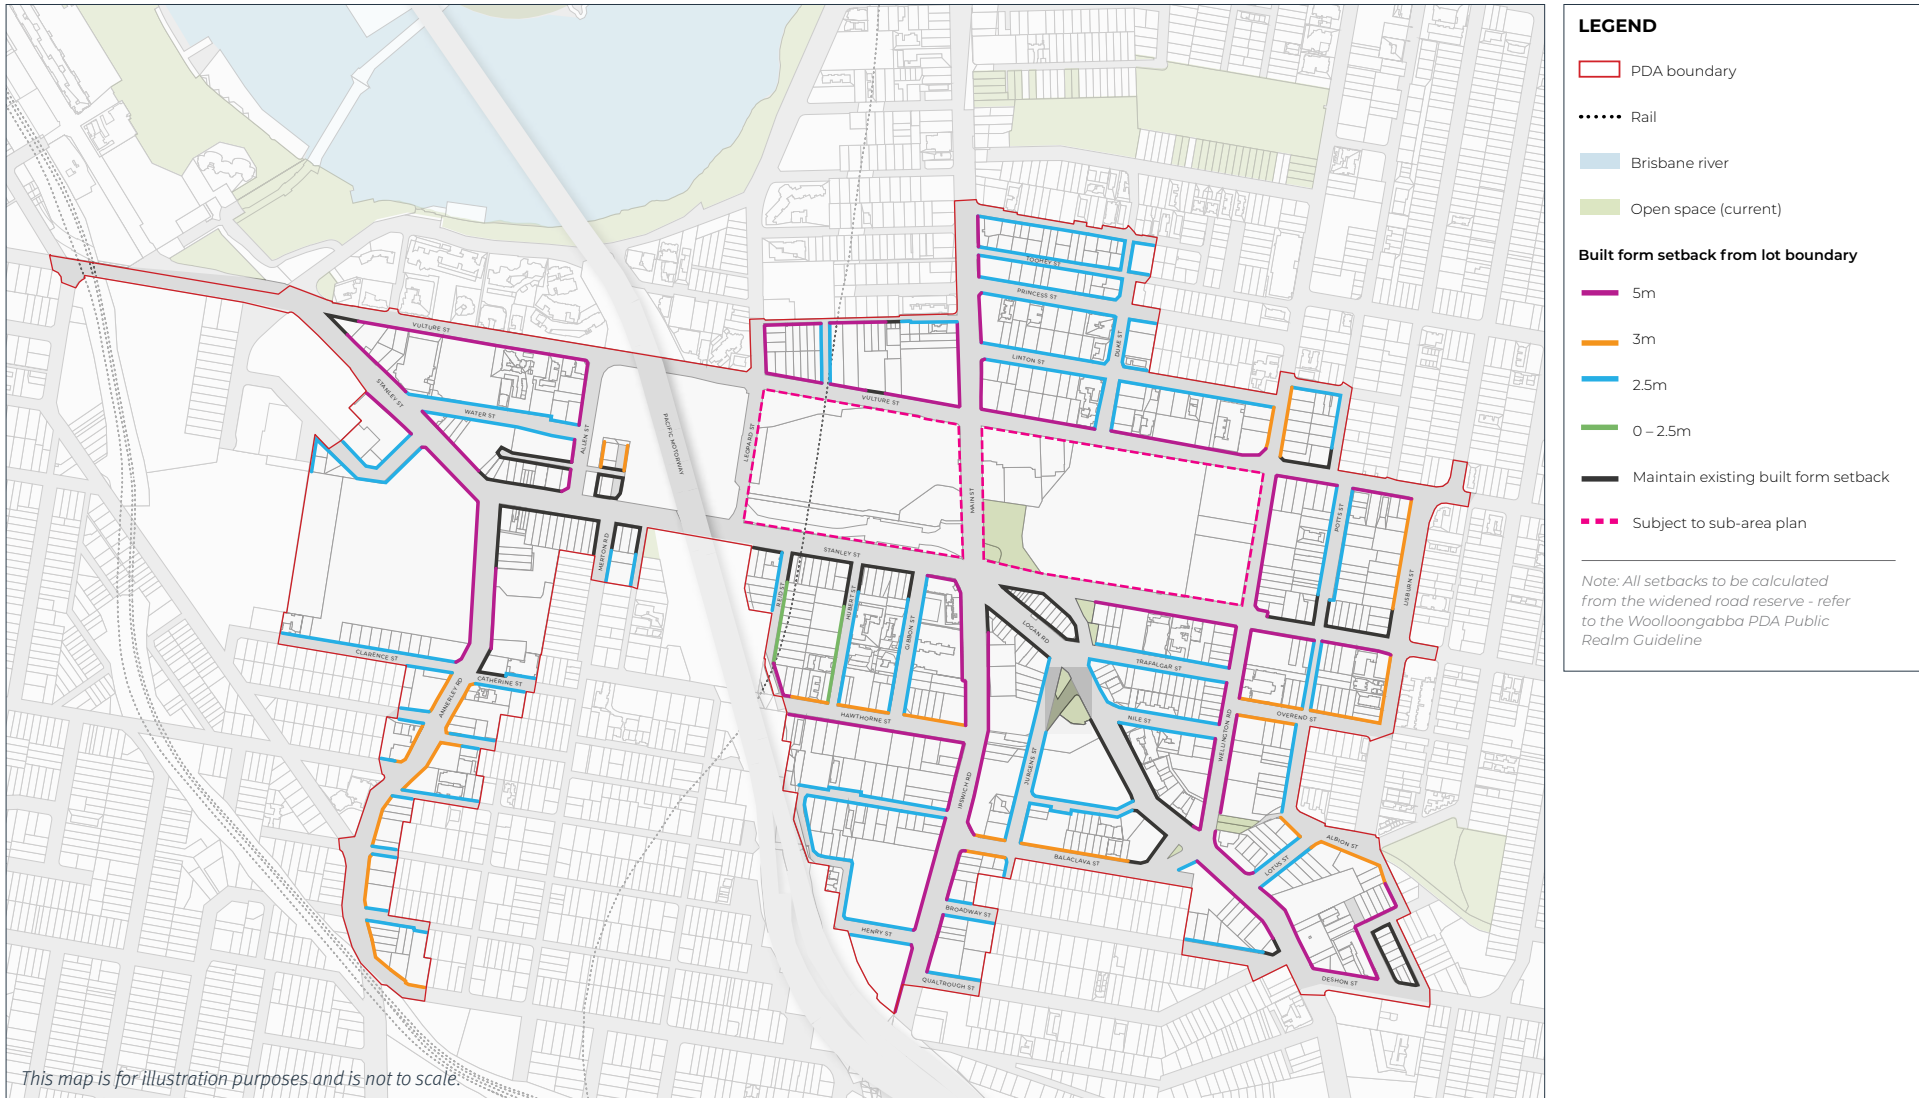 LEGEND
PDA boundary
Rail
Brisbane river
Open space (current)
Built form setback from lot boundary
5m
3m
2.5m
0 – 2.5m
Maintain existing built form setback
Subject to sub-area plan
Note: All setbacks to be calculated
from the widened road reserve - refer
to the Woolloongabba PDA Public
Realm Guideline
VULTURE ST
STANLEY ST
WATER ST
ALLEN ST
PACIFIC MOTORWAY
LEOPARD ST
VULTURE ST
MAIN ST
PRINCESS ST
LINTON ST
DUKE ST
POTTS ST
LISBURN ST
MERTON RD
STANLEY ST
REID ST
HUBERT ST
GIBBON ST
LOGAN RD
TRAFALGAR ST
NILE ST
WELLINGTON RD
OVEREND ST
CLARENCE ST
CATHERINE ST
ANNERLEY RD
HAWTHORNE ST
IPSWICH RD
JURGENS ST
BALACLAVA ST
ALBION ST
LOTUS ST
BROADWAY ST
HENRY ST
QUALTROUGH ST
DESHON ST
This map is for illustration purposes and is not to scale.